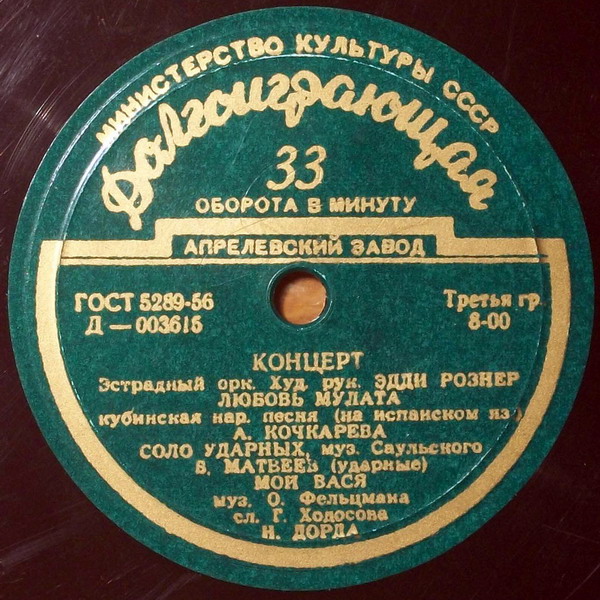 МИНИСТЕРСТВО КУЛЬТУРЫ СССР
Долгоиграющая
33
ОБОРОТА В МИНУТУ
АПРЕЛЕВСКИЙ ЗАВОД
ГОСТ 5289-56
Д — 003615
Третья гр.
8-00
КОНЦЕРТ
Эстрадный орк. Худ. рук. ЭДДИ РОЗНЕР
ЛЮБОВЬ МУЛАТА
кубинская нар. песня (на испанском яз.)
А. КОЧКАРЕВА
СОЛО УДАРНЫХ, муз. Саульского
Б. МАТВЕЕВ (ударные)
МОЙ ВАСЯ
муз. О. Фельцмана
сл. Г. Ходосова
Н. ДОРДА